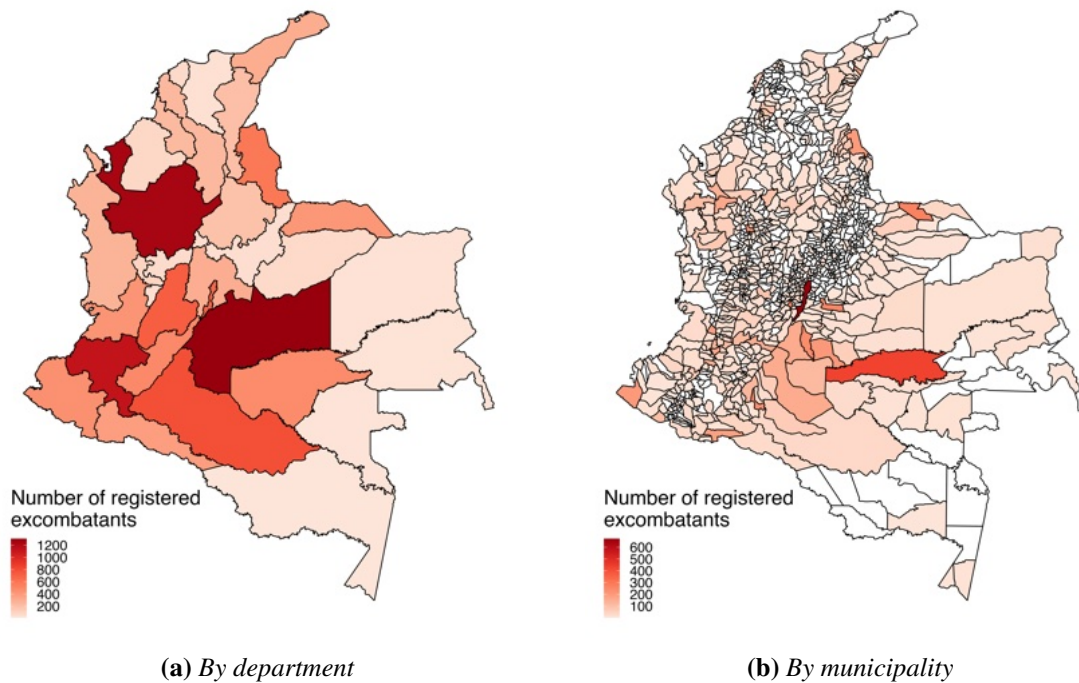 Number of registered
excombatants
1200
1000
800
600
400
200
Number of registered
excombatants
600
500
400
300
200
100
(a) By department
(b) By municipality